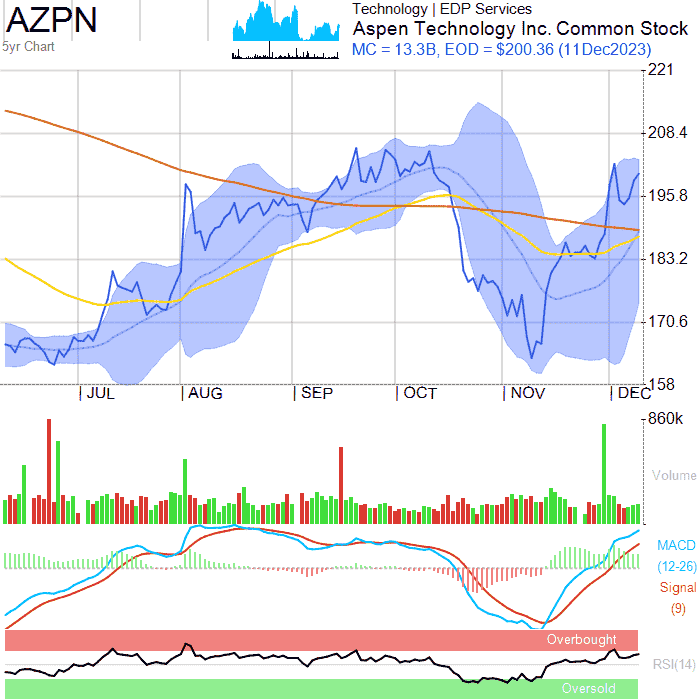 AZPN
5yr Chart
Technology | EDP Services
Aspen Technology Inc. Common Stock
MC = 13.3B, EOD = $200.36 (11Dec2023)
221
208.4
195.8
183.2
170.6
158
| JUL | AUG | SEP | OCT | NOV | DEC
860k
Volume
MACD
(12-26)
Signal
(9)
Overbought
RSI(14)
Oversold